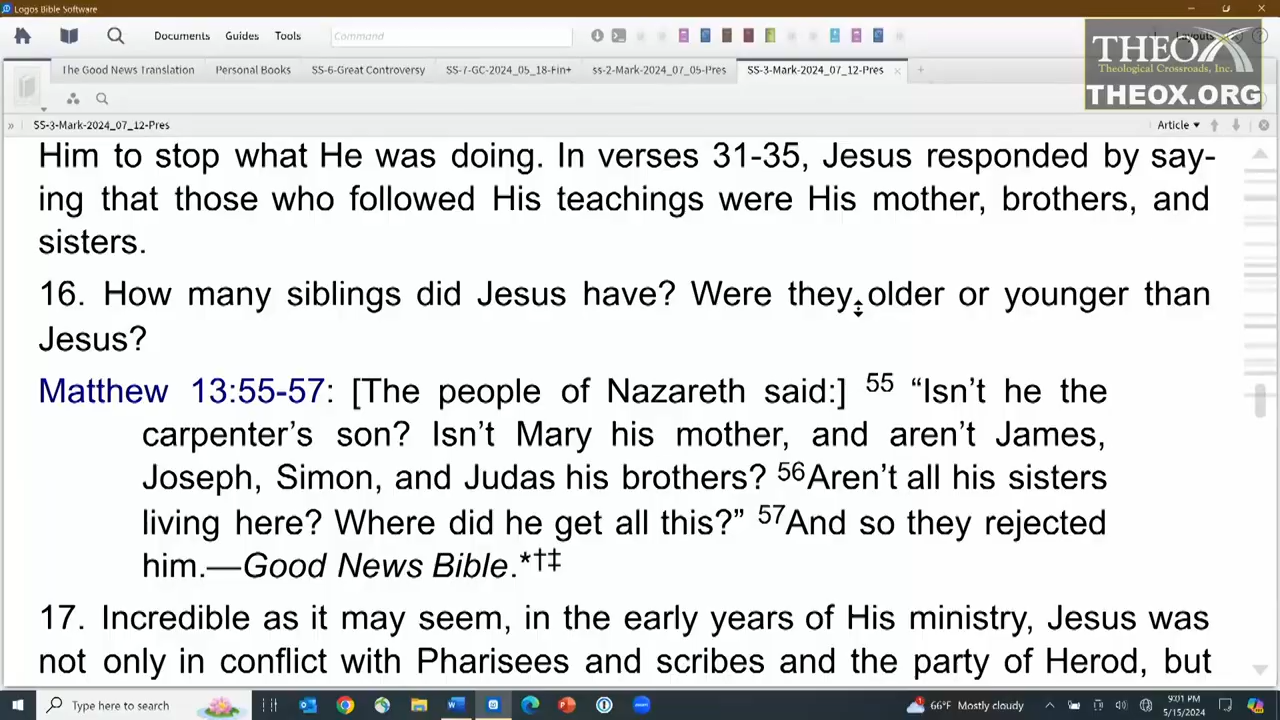 Logos Bible Software
Documents Guides Tools Command
THEOX
Theological Crossroads, Inc.
THEOX.ORG
The Good News Translation Personal Books SS-6-Great Controversy 05_18-Fin+ ss-2-Mark-2024_07_05-Pres SS-3-Mark-2024_07_12-Pres
SS-3-Mark-2024_07_12-Pres Article
Him to stop what He was doing. In verses 31-35, Jesus responded by say-
ing that those who followed His teachings were His mother, brothers, and
sisters.
16. How many siblings did Jesus have? Were they older or younger than
Jesus?
Matthew 13:55-57: [The people of Nazareth said:] 55 “Isn’t he the
carpenter’s son? Isn’t Mary his mother, and aren’t James,
Joseph, Simon, and Judas his brothers? 56Aren’t all his sisters
living here? Where did he get all this?” 57And so they rejected
him.—Good News Bible.*†‡
17. Incredible as it may seem, in the early years of His ministry, Jesus was
not only in conflict with Pharisees and scribes and the party of Herod, but
Type here to search
66°F Mostly cloudy
9:01 PM
5/15/2024